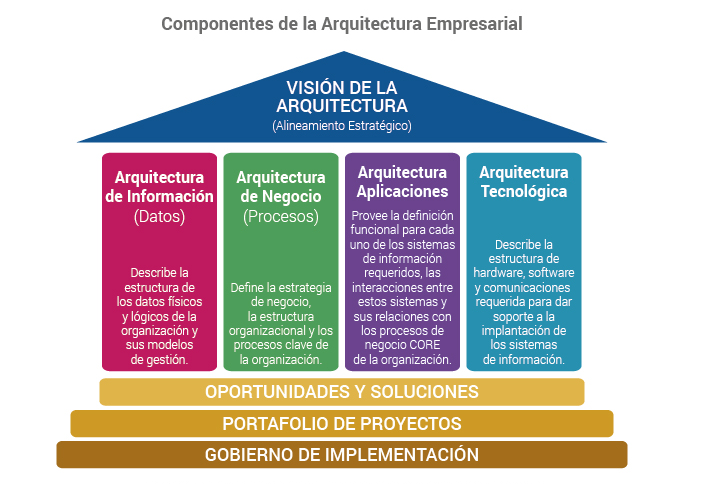 Componentes de la Arquitectura Empresarial
VISIÓN DE LA
ARQUITECTURA
(Alineamiento Estratégico)
Arquitectura
de Información
(Datos)
Describe la
estructura de
los datos físicos
y lógicos de la
organización y
sus modelos
de gestión.
Arquitectura
de Negocio
(Procesos)
Define la estrategia
de negocio,
la estructura
organizacional y los
procesos clave de
la organización.
Arquitectura
Aplicaciones
Provee la definición
funcional para cada
uno de los sistemas
de información
requeridos, las
interacciones entre
estos sistemas y
sus relaciones con
los procesos de
negocio CORE
de la organización.
Arquitectura
Tecnológica
Describe la
estructura de
hardware, software
y comunicaciones
requerida para dar
soporte a la
implantación de
los sistemas
de información.
OPORTUNIDADES Y SOLUCIONES
PORTAFOLIO DE PROYECTOS
GOBIERNO DE IMPLEMENTACIÓN